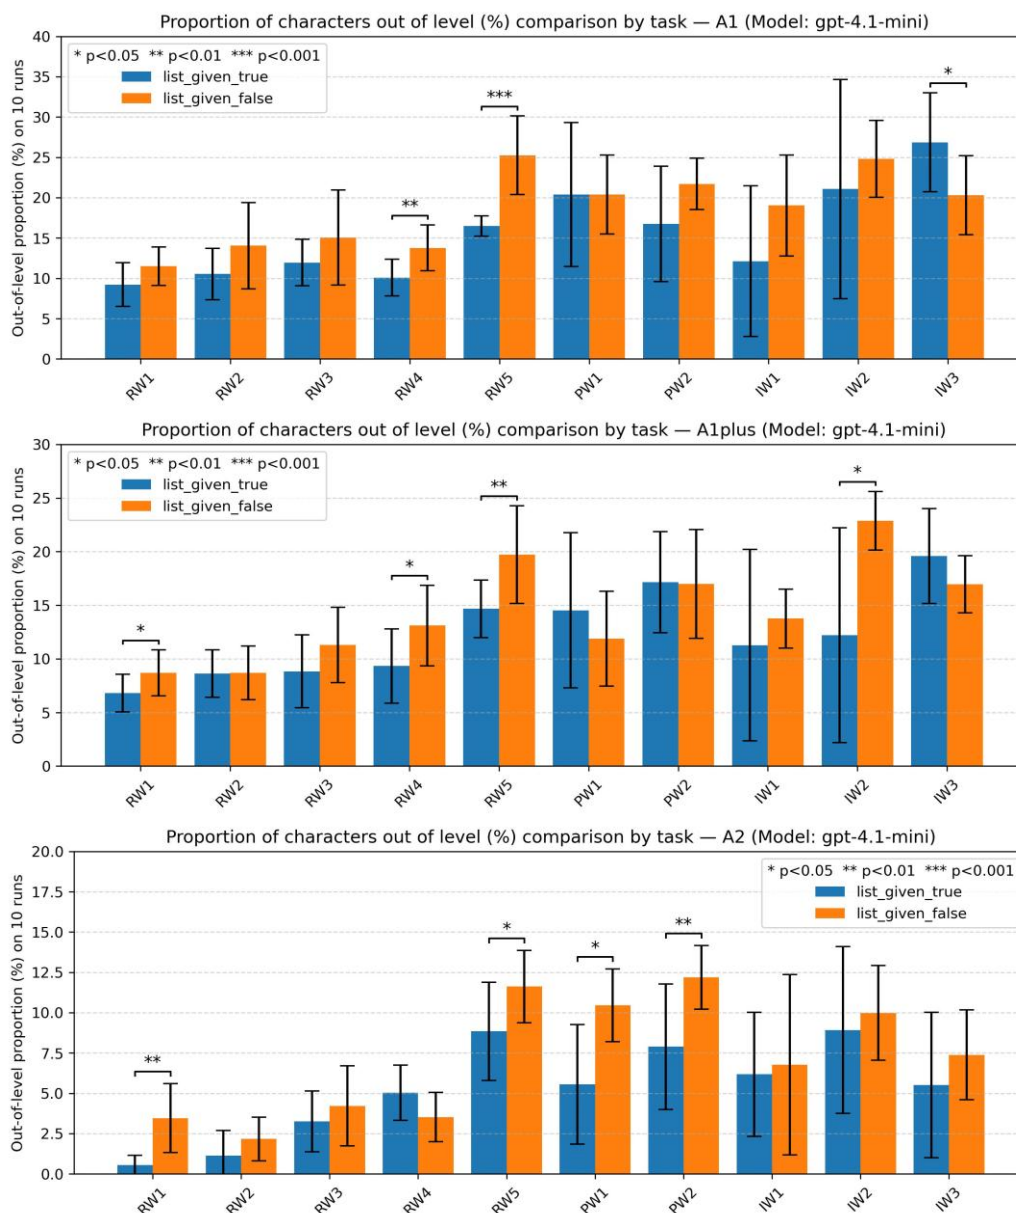 Proportion of characters out of level (%) comparison by task — A1 (Model: gpt-4.1-mini)
Out-of-level proportion (%) on 10 runs
40
35
30
25
20
15
10
5
0
* p<0.05 ** p<0.01 *** p<0.001
list_given_true
list_given_false
**
***
*
RW1 RW2 RW3 RW4 RW5 PW1 PW2 IW1 IW2 IW3
Proportion of characters out of level (%) comparison by task — A1plus (Model: gpt-4.1-mini)
Out-of-level proportion (%) on 10 runs
30
25
20
15
10
5
0
* p<0.05 ** p<0.01 *** p<0.001
list_given_true
list_given_false
*
*
**
*
RW1 RW2 RW3 RW4 RW5 PW1 PW2 IW1 IW2 IW3
Proportion of characters out of level (%) comparison by task — A2 (Model: gpt-4.1-mini)
Out-of-level proportion (%) on 10 runs
20.0
17.5
15.0
12.5
10.0
7.5
5.0
2.5
0.0
* p<0.05 ** p<0.01 *** p<0.001
list_given_true
list_given_false
**
*
*
**
RW1 RW2 RW3 RW4 RW5 PW1 PW2 IW1 IW2 IW3